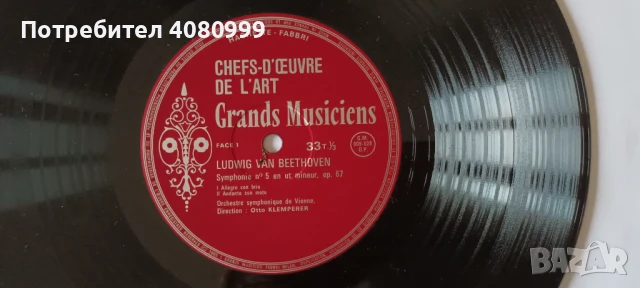 Потребител 4080999
HACHETTE - FABBRI
CHEFS-D'ŒUVRE
DE L'ART
Grands Musiciens
FACE 1
33 T. ⅓
LUDWIG VAN BEETHOVEN
Symphonie n° 5 en ut mineur, op. 67
I Allegro con brio
II Andante con moto
Orchestre symphonique de Vienne,
Direction : Otto KLEMPERER
BAZAR